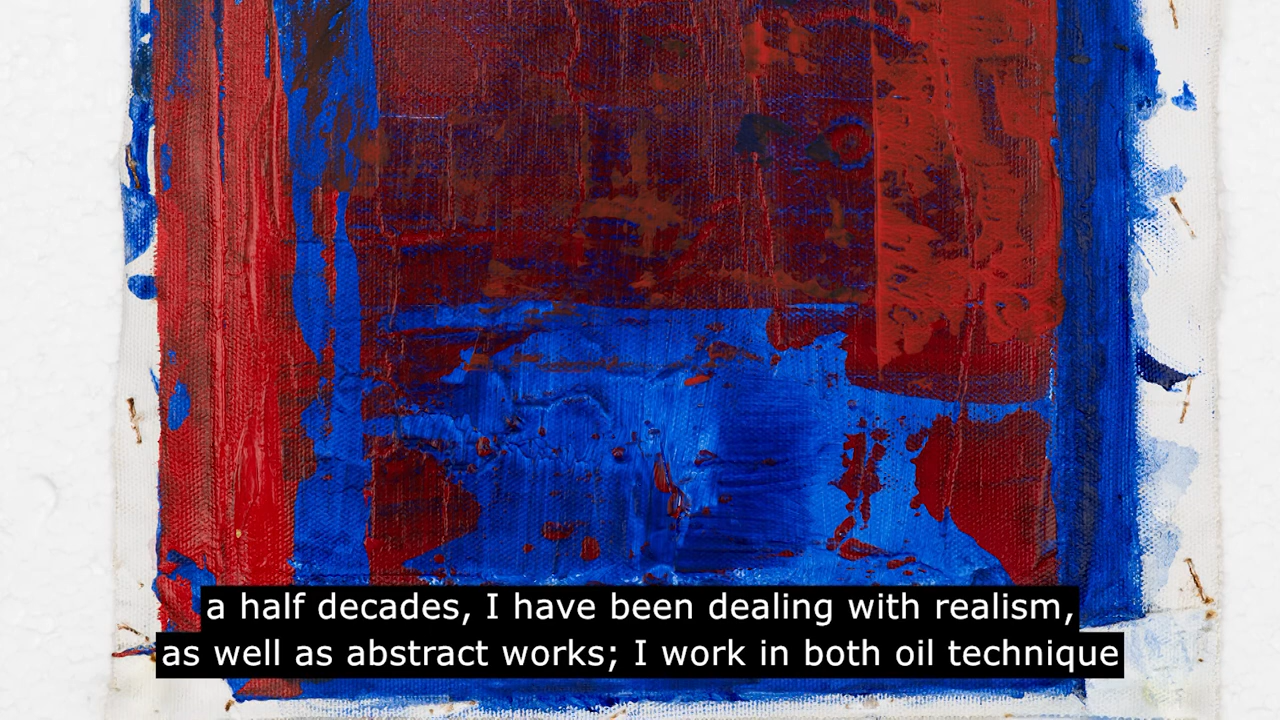 a half decades, I have been dealing with realism,
as well as abstract works; I work in both oil technique